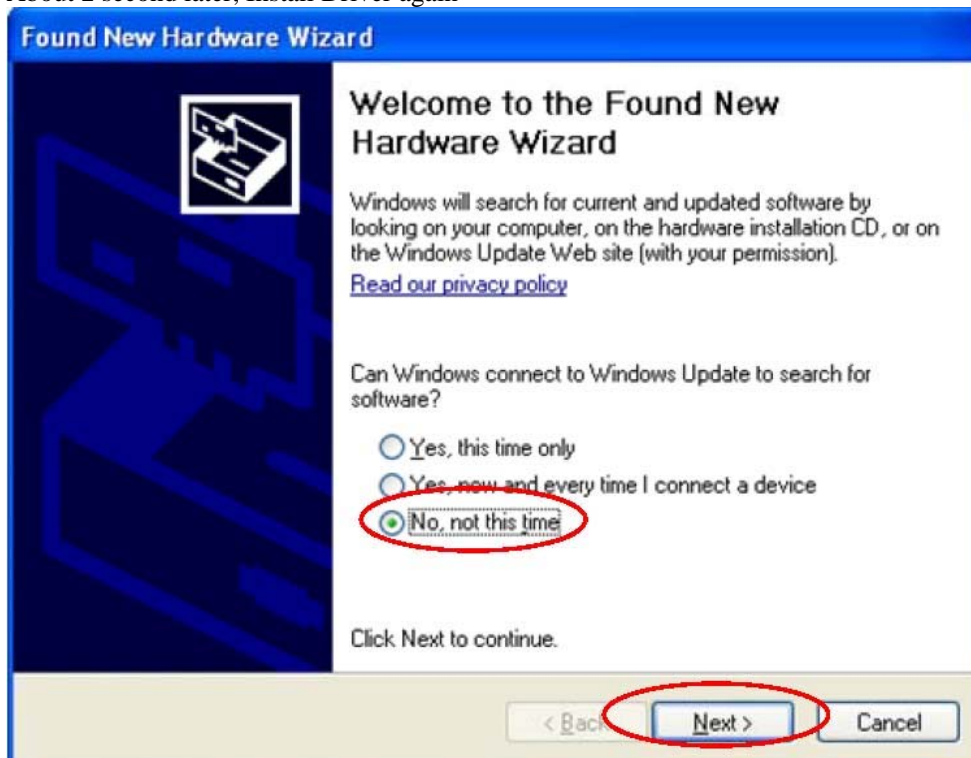 About 2 second later, Install Driver again
Found New Hardware Wizard
Welcome to the Found New
Hardware Wizard
Windows will search for current and updated software by
looking on your computer, on the hardware installation CD, or on
the Windows Update Web site (with your permission).
Read our privacy policy
Can Windows connect to Windows Update to search for
software?
Yes, this time only
Yes, now and every time I connect a device
No, not this time
Click Next to continue.
< Back
Next >
Cancel